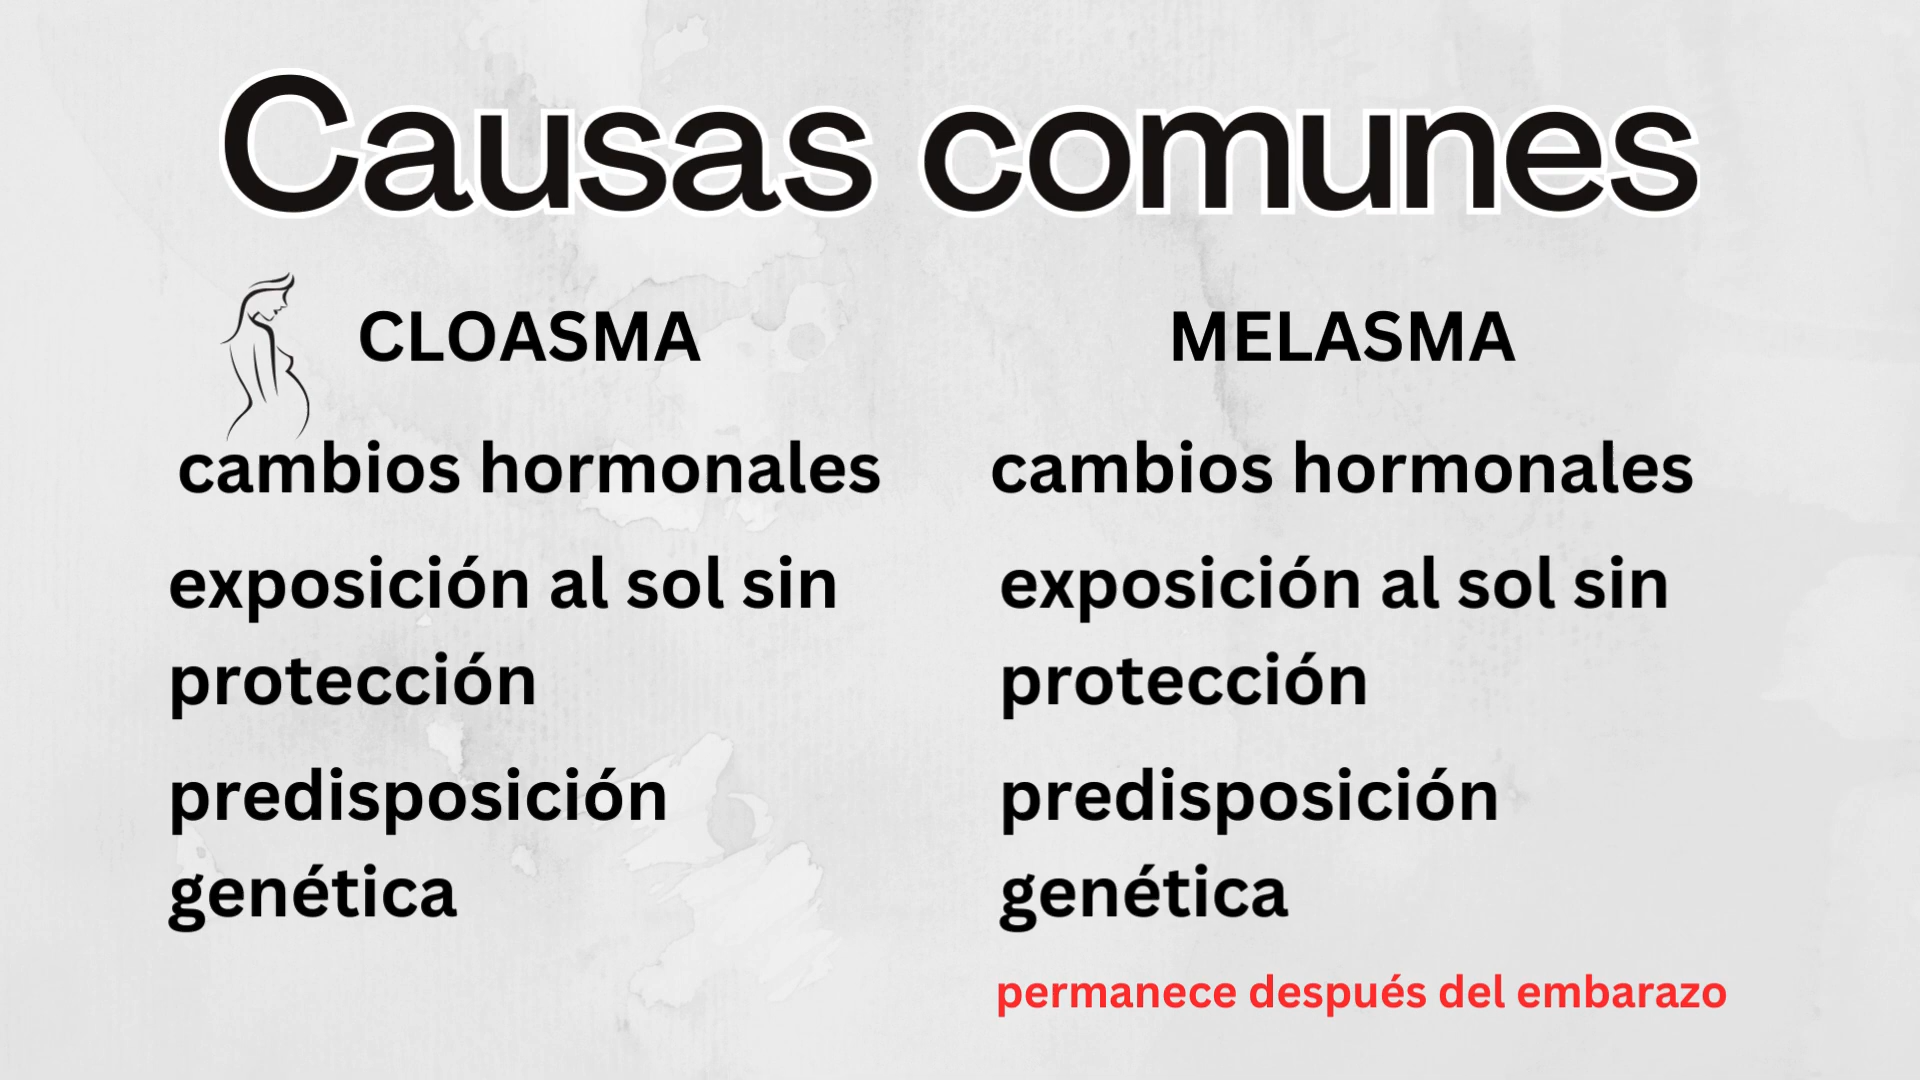 Causas comunes
CLOASMA
cambios hormonales
exposición al sol sin
protección
predisposición
genética
MELASMA
cambios hormonales
exposición al sol sin
protección
predisposición
genética
permanece después del embarazo